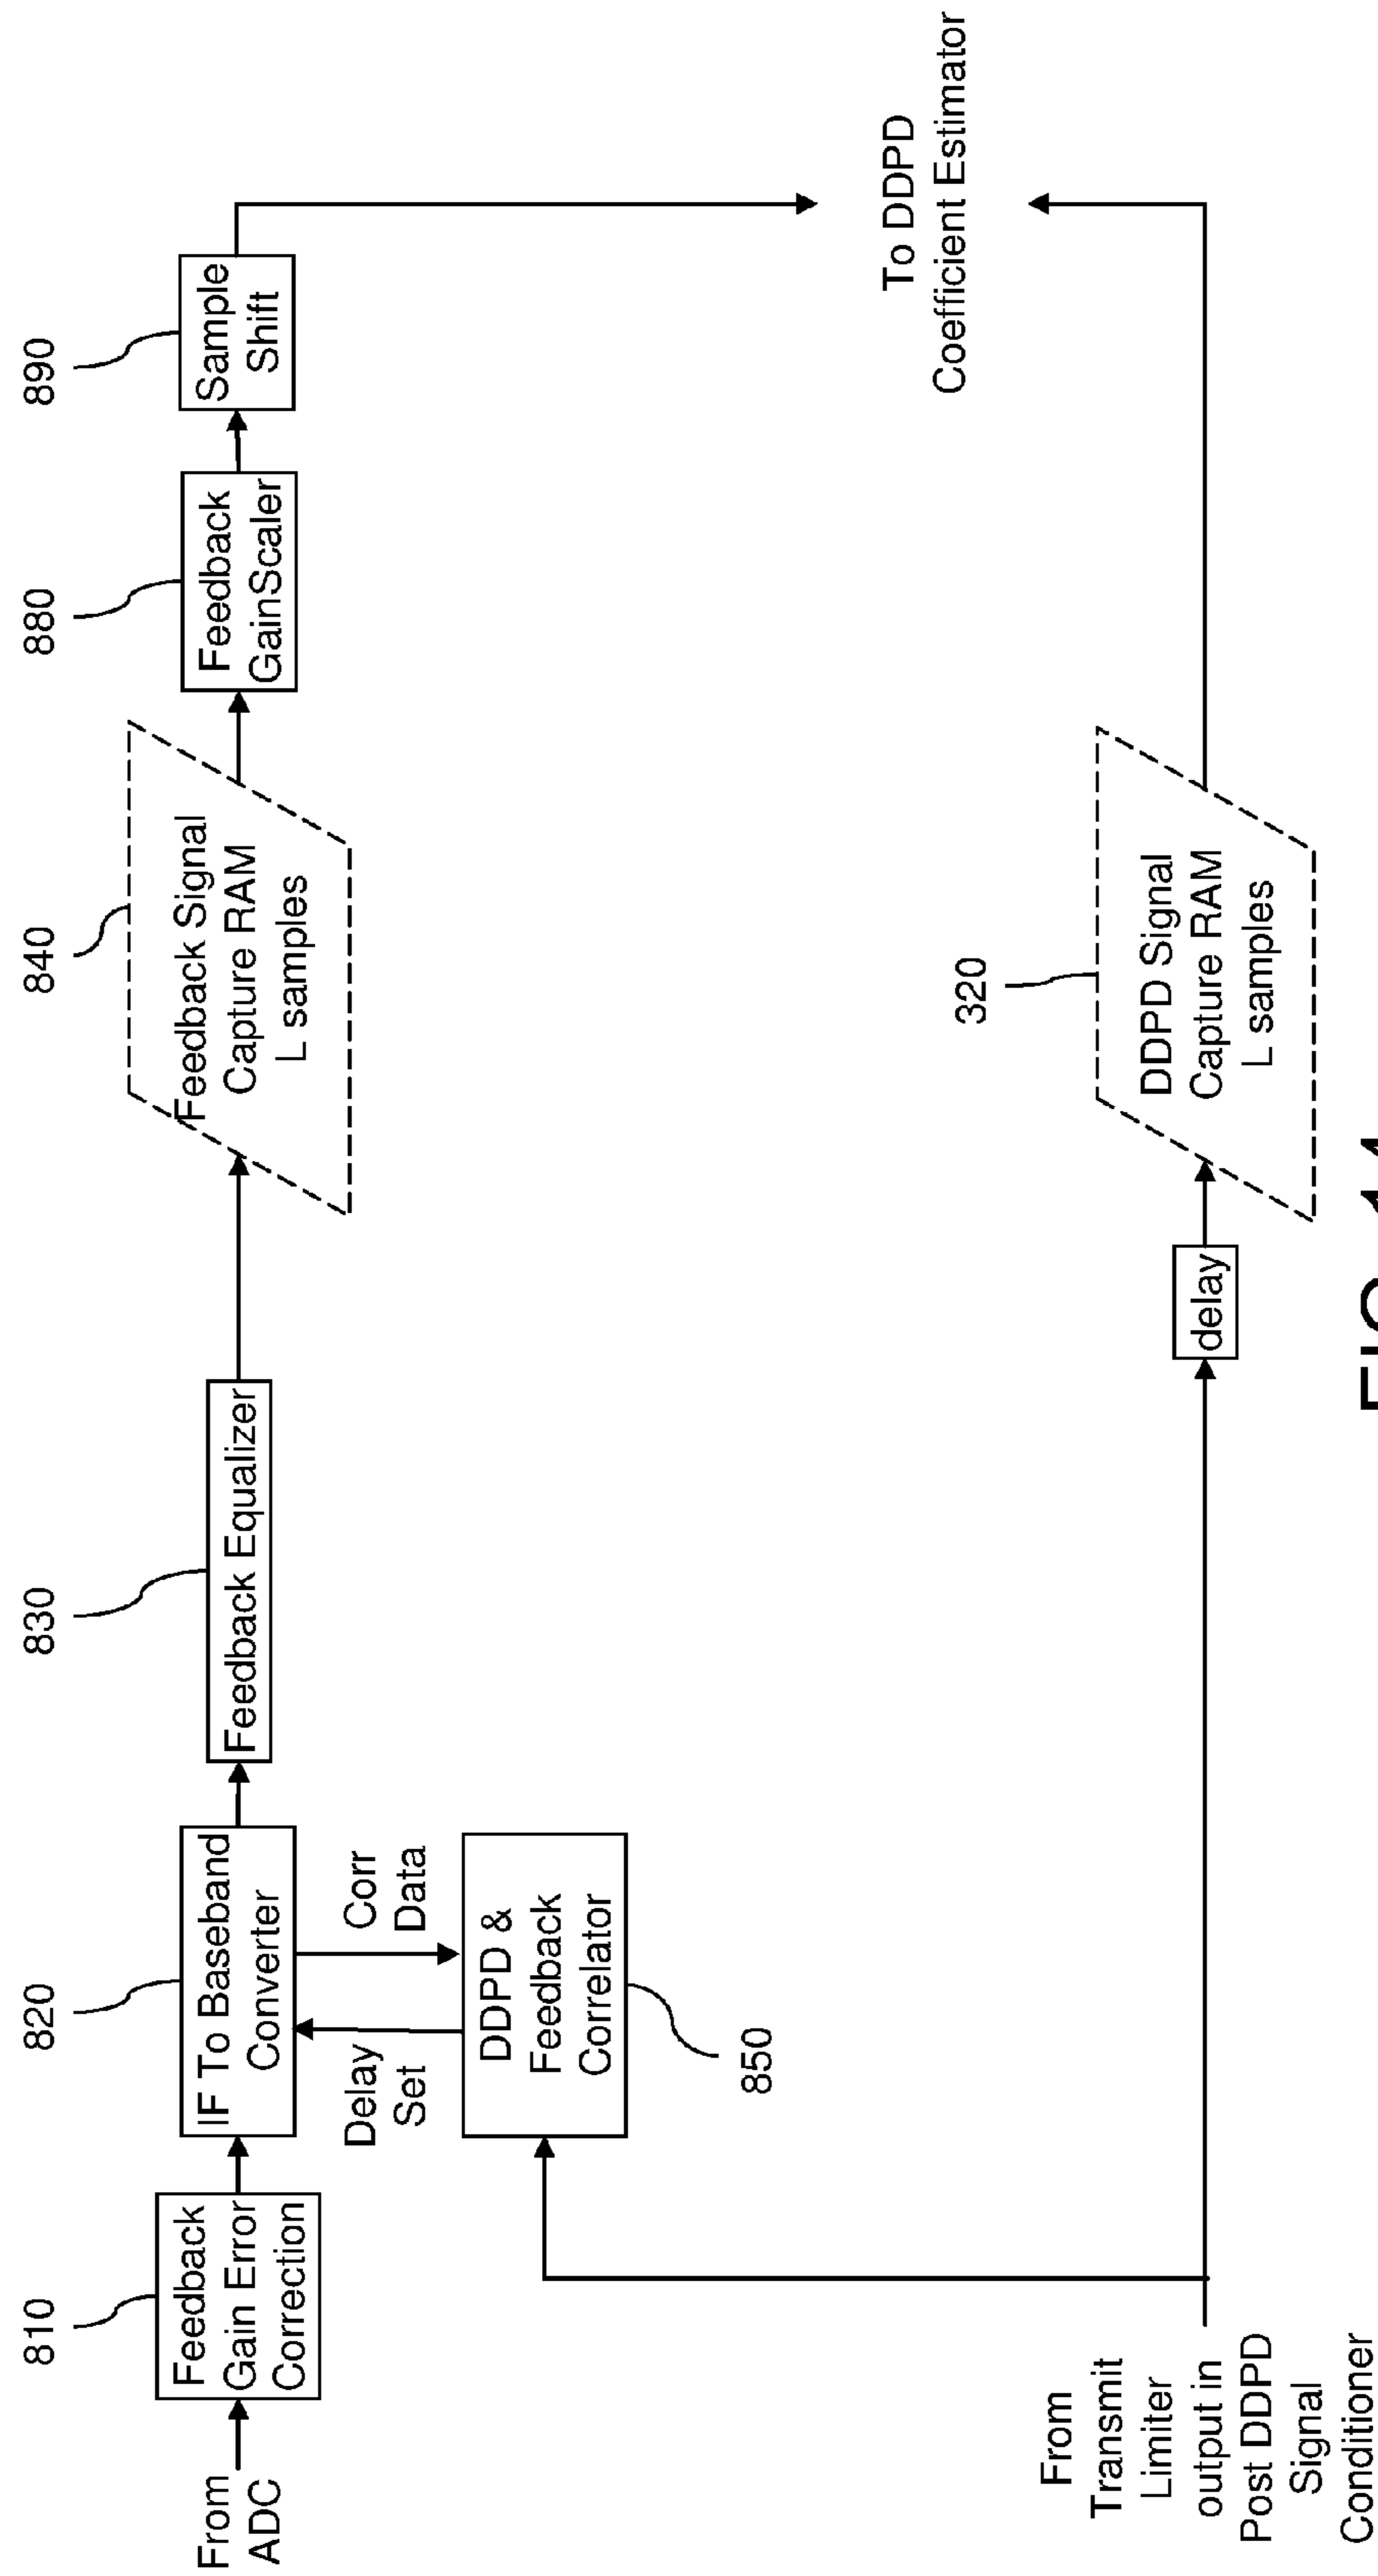 810
820
830
840
880
890
From
ADC
Feedback
Gain Error
Correction
IF To Baseband
Converter
Feedback Equalizer
Feedback Signal
Capture RAM
L samples
Feedback
GainScaler
Sample
Shift
Delay
Set
Corr
Data
DDPD &
Feedback
Correlator
850
To DDPD
Coefficient Estimator
320
From
Transmit
Limiter
output in
Post DDPD
Signal
Conditioner
delay
DDPD Signal
Capture RAM
L samples